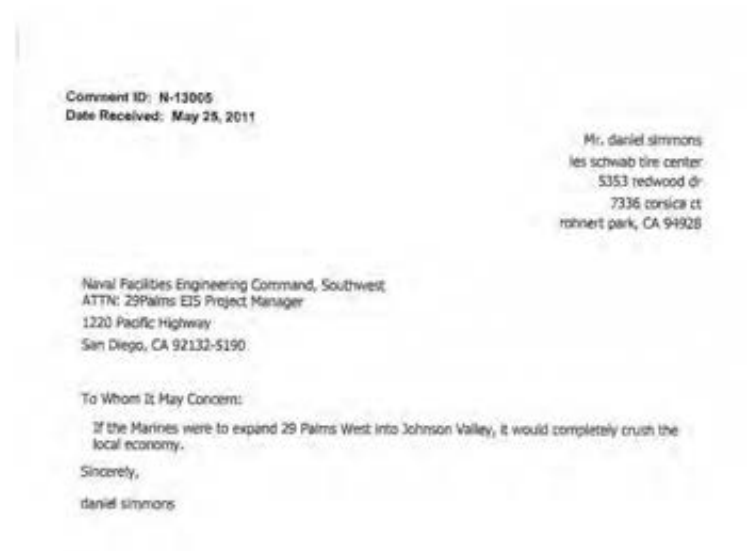 Comment ID: N-13005
Date Received: May 25, 2011
Mr. daniel simmons
les schwab tire center
5353 redwood dr
7336 corsica ct
rohnert park, CA 94928
Naval Facilities Engineering Command, Southwest
ATTN: 29Palms EIS Project Manager
1220 Pacific Highway
San Diego, CA 92132-5190
To Whom It May Concern:
If the Marines were to expand 29 Palms West into Johnson Valley, it would completely crush the
local economy.
Sincerely,
daniel simmons